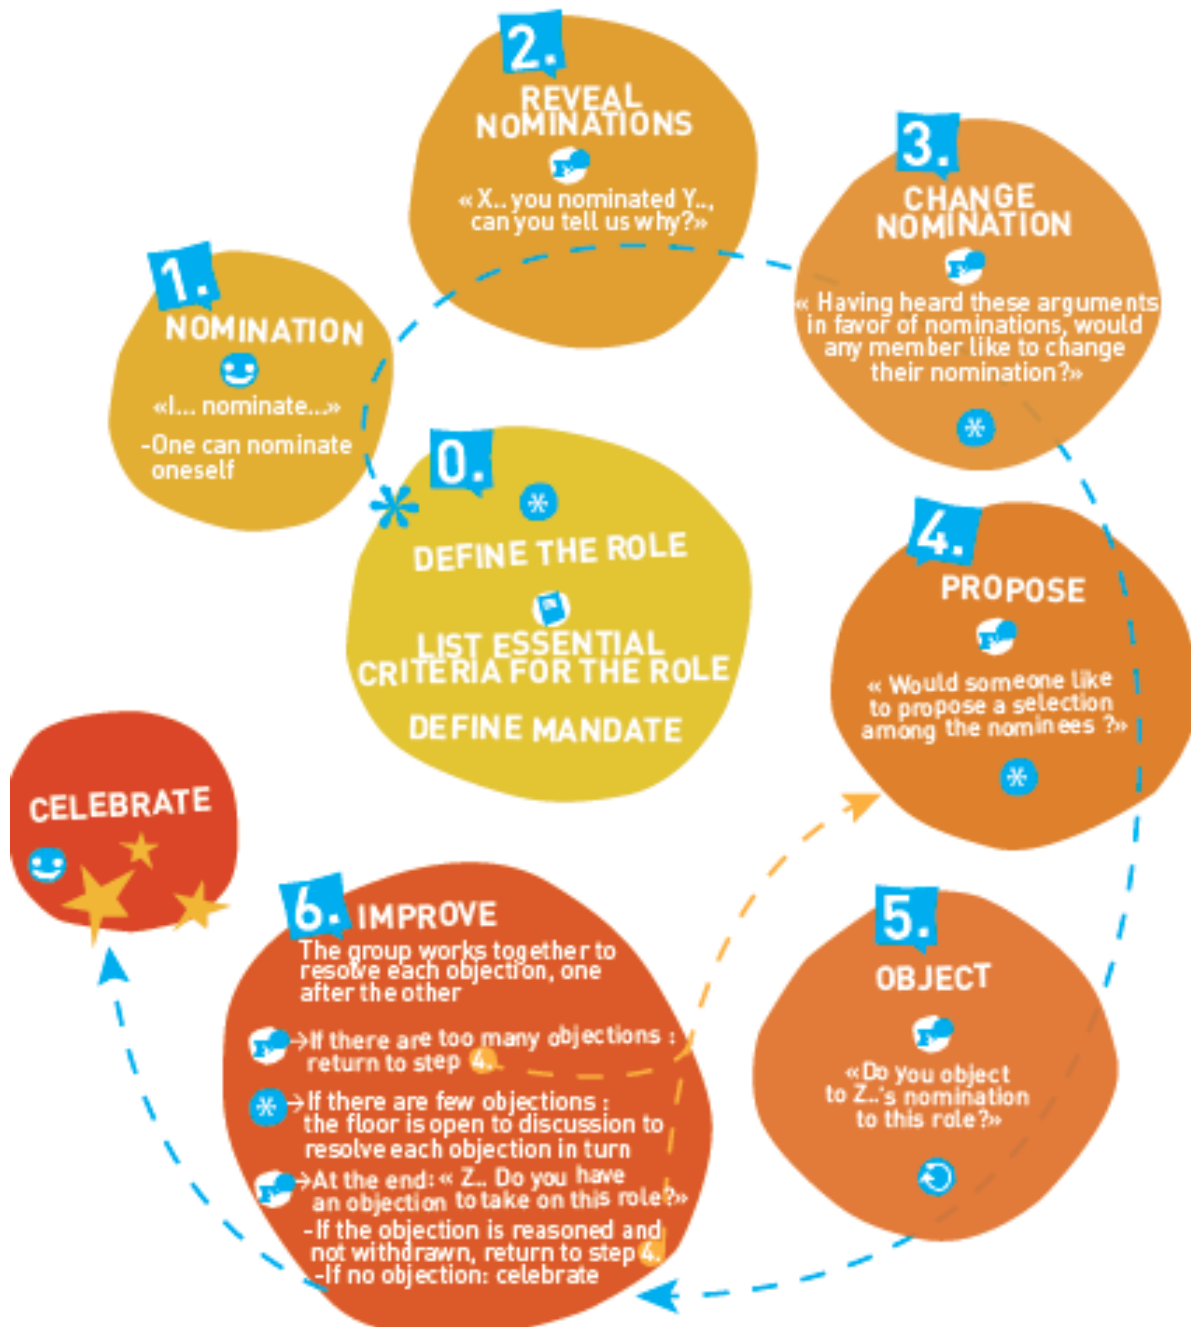 0.
DEFINE THE ROLE
LIST ESSENTIAL
CRITERIA FOR THE ROLE
DEFINE MANDATE
1.
NOMINATION
«I... nominate...»
-One can nominate
oneself
2.
REVEAL
NOMINATIONS
« X.. you nominated Y..,
can you tell us why?»
3.
CHANGE
NOMINATION
« Having heard these arguments
in favor of nominations, would
any member like to change
their nomination?»
4.
PROPOSE
« Would someone like
to propose a selection
among the nominees ?»
5.
OBJECT
«Do you object
to Z..'s nomination
to this role?»
6. IMPROVE
The group works together to
resolve each objection, one
after the other
→If there are too many objections :
return to step 4.
→If there are few objections :
the floor is open to discussion to
resolve each objection in turn
→At the end: « Z.. Do you have
an objection to take on this role?»
-If the objection is reasoned and
not withdrawn, return to step 4.
-If no objection: celebrate
CELEBRATE